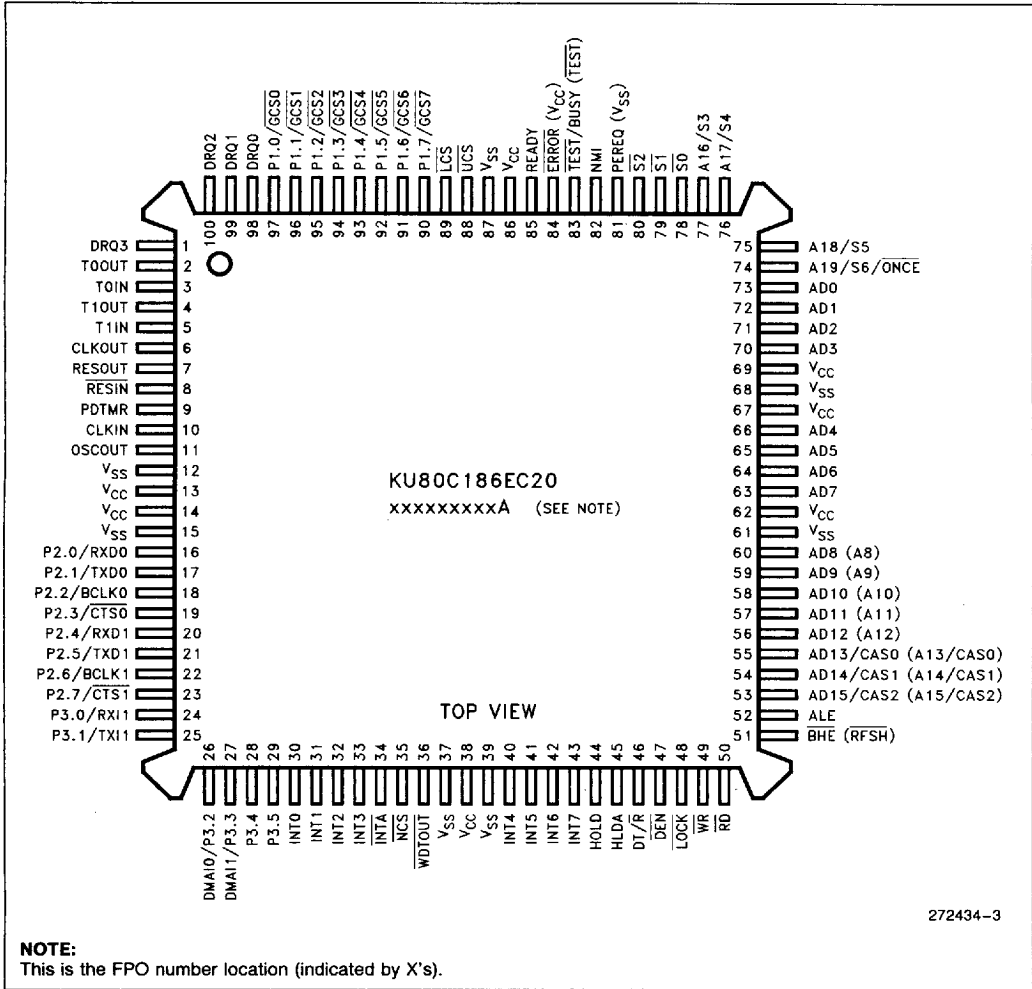 DRQ2
DRQ1
DRQ0
P1.0/GCS0
P1.1/GCS1
P1.2/GCS2
P1.3/GCS3
P1.4/GCS4
P1.5/GCS5
P1.6/GCS6
P1.7/GCS7
LCS
UCS
VSS
VCC
READY
ERROR (VCC)
TEST/BUSY (TEST)
NMI
PEREQ (VSS)
S2
S1
S0
A16/S3
A17/S4
100 99 98 97 96 95 94 93 92 91 90 89 88 87 86 85 84 83 82 81 80 79 78 77 76
DRQ3 1
T0OUT 2
T0IN 3
T1OUT 4
T1IN 5
CLKOUT 6
RESOUT 7
RESIN 8
PDTMR 9
CLKIN 10
OSCOUT 11
VSS 12
VCC 13
VCC 14
VSS 15
P2.0/RXD0 16
P2.1/TXD0 17
P2.2/BCLK0 18
P2.3/CTS0 19
P2.4/RXD1 20
P2.5/TXD1 21
P2.6/BCLK1 22
P2.7/CTS1 23
P3.0/RXI1 24
P3.1/TXI1 25
KU80C186EC20
XXXXXXXXXA (SEE NOTE)
TOP VIEW
75 A18/S5
74 A19/S6/ONCE
73 AD0
72 AD1
71 AD2
70 AD3
69 VCC
68 VSS
67 VCC
66 AD4
65 AD5
64 AD6
63 AD7
62 VCC
61 VSS
60 AD8 (A8)
59 AD9 (A9)
58 AD10 (A10)
57 AD11 (A11)
56 AD12 (A12)
55 AD13/CAS0 (A13/CAS0)
54 AD14/CAS1 (A14/CAS1)
53 AD15/CAS2 (A15/CAS2)
52 ALE
51 BHE (RFSH)
26 27 28 29 30 31 32 33 34 35 36 37 38 39 40 41 42 43 44 45 46 47 48 49 50
DMAI0/P3.2
DMAI1/P3.3
P3.4
P3.5
INT0
INT1
INT2
INT3
INTA
NCS
WDTOUT
VSS
VCC
VSS
INT4
INT5
INT6
INT7
HOLD
HLDA
DT/R
DEN
LOCK
WR
RD
272434–3
NOTE:
This is the FPO number location (indicated by X's).